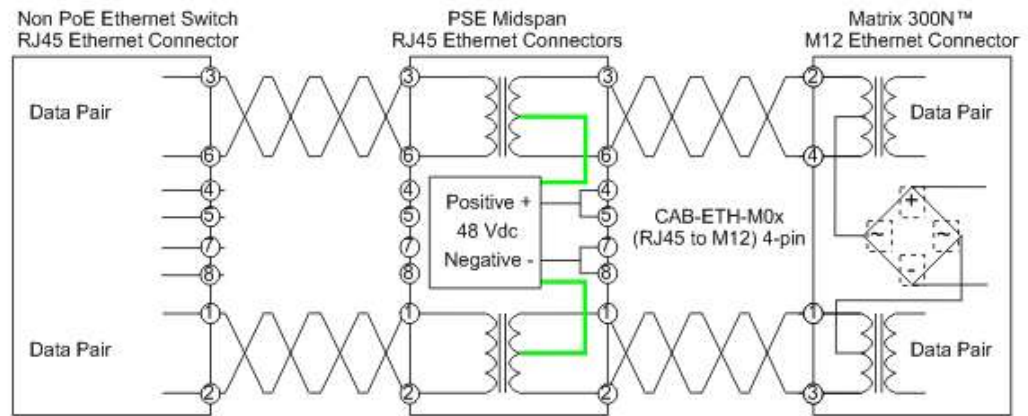 Non PoE Ethernet Switch
RJ45 Ethernet Connector
PSE Midspan
RJ45 Ethernet Connectors
Matrix 300N™
M12 Ethernet Connector
3
3
3
2
Data Pair
Data Pair
6
6
6
4
4
4
4
5
5
5
7
7
7
8
8
8
Positive +
48 Vdc
Negative -
CAB-ETH-M0x
(RJ45 to M12) 4-pin
+
~
~
-
1
1
1
1
Data Pair
Data Pair
2
2
2
3